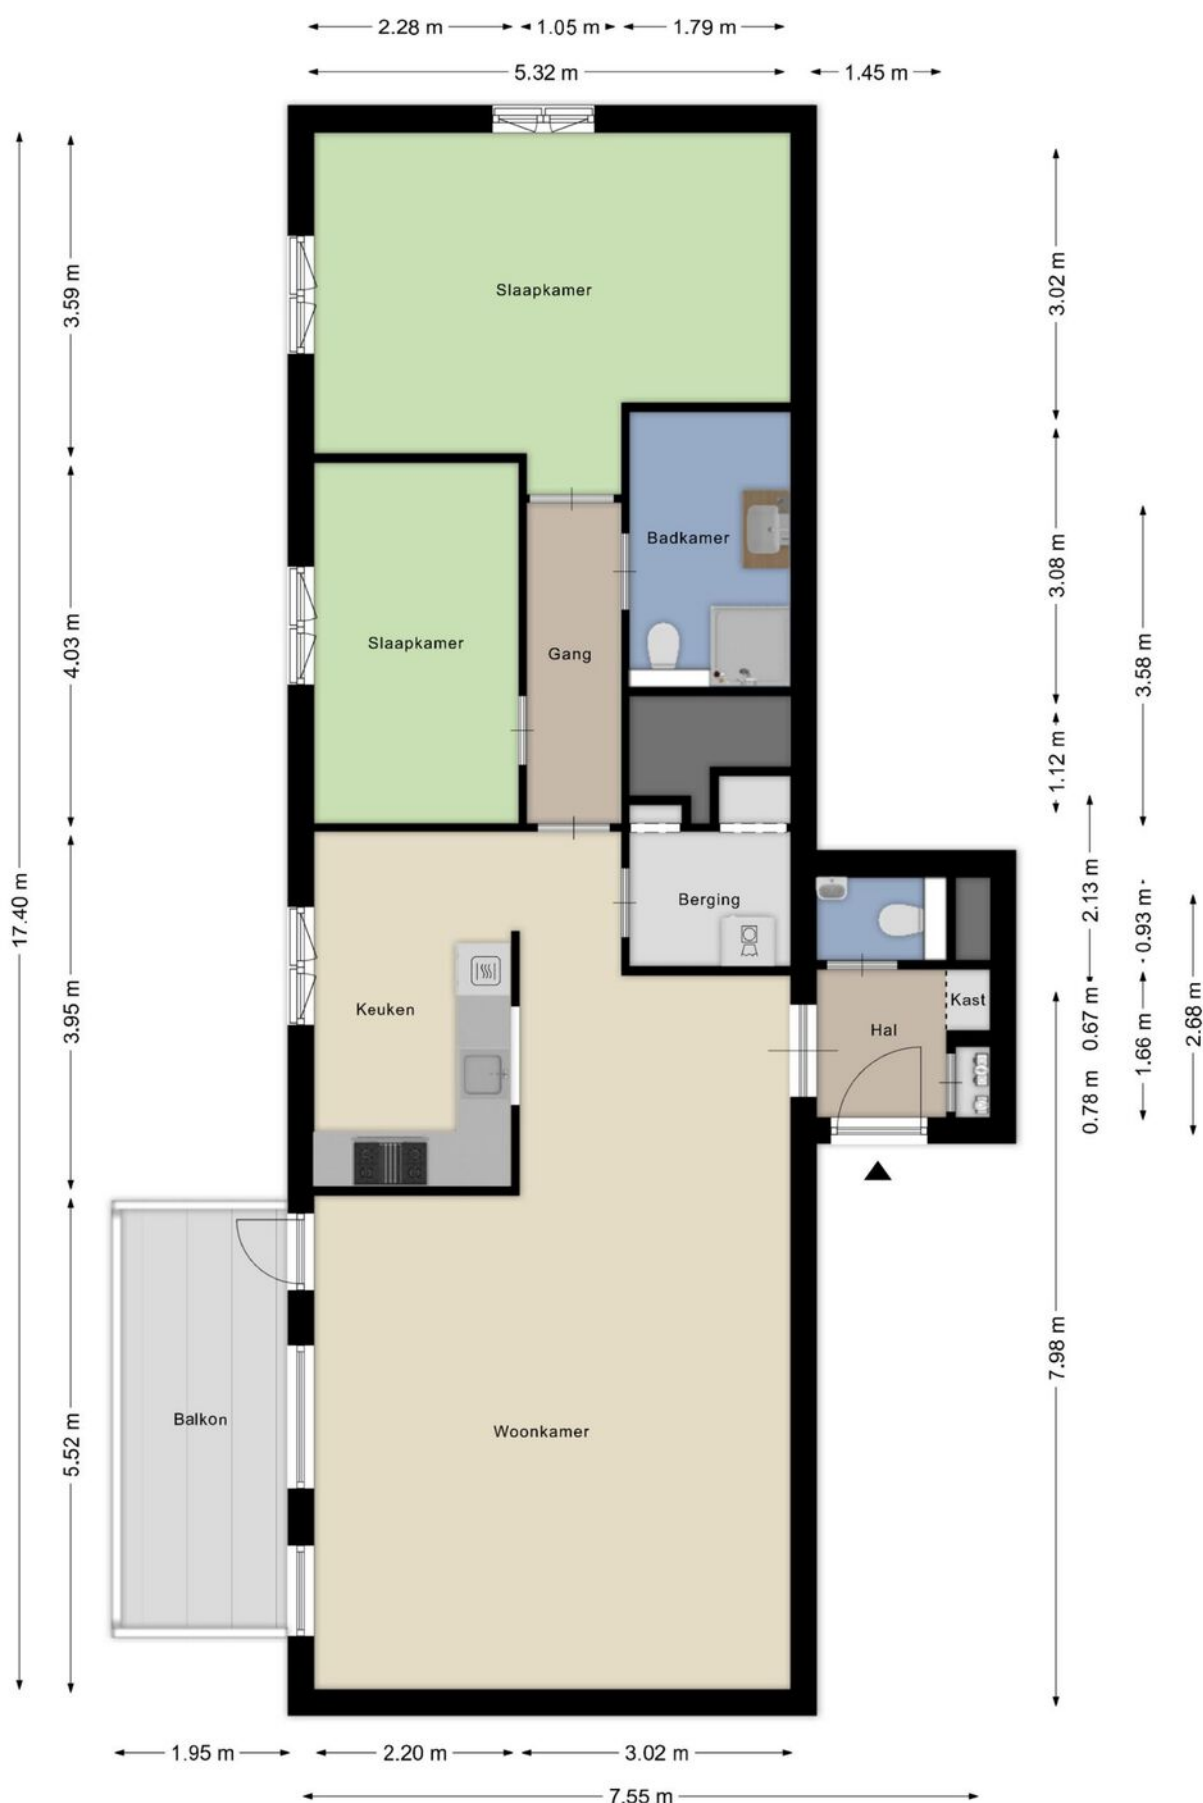 2.28 m
1.05 m
1.79 m
5.32 m
1.45 m
17.40 m
3.59 m
4.03 m
3.95 m
5.52 m
Slaapkamer
Badkamer
Slaapkamer
Gang
Berging
Keuken
Hal
Kast
Balkon
Woonkamer
3.02 m
3.08 m
1.12 m
7.98 m
2.13 m
0.67 m
0.78 m
3.58 m
0.93 m
1.66 m
2.68 m
1.95 m
2.20 m
3.02 m
7.55 m